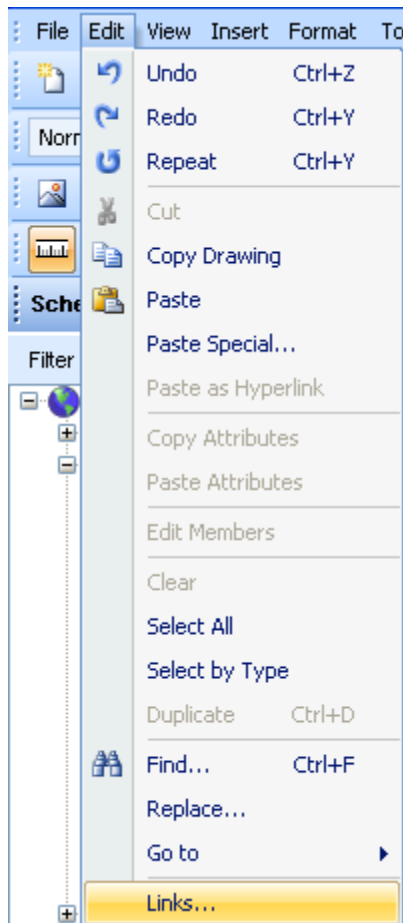 File Edit View Insert Format To
Undo Ctrl+Z
Redo Ctrl+Y
Norr
Repeat Ctrl+Y
Cut
Copy Drawing
Sche
Paste
Paste Special...
Filter
Paste as Hyperlink
Copy Attributes
Paste Attributes
Edit Members
Clear
Select All
Select by Type
Duplicate Ctrl+D
Find... Ctrl+F
Replace...
Go to
Links...